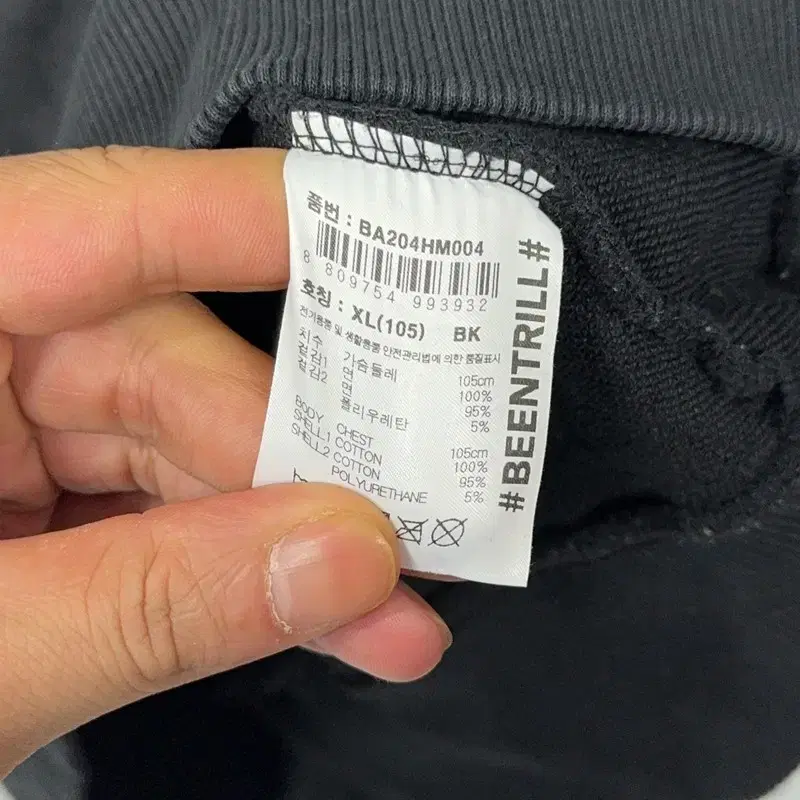 품번 : BA204HM004
8 809754 993932
호칭 : XL(105) BK
전기용품 및 생활용품 안전관리법에 의한 품질표시
치수 가슴둘레 105cm
겉감1 면 100%
겉감2 면 95%
폴리우레탄 5%
BODY CHEST 105cm
SHELL1 COTTON 100%
SHELL2 COTTON 95%
POLYURETHANE 5%
#BEENTRILL#